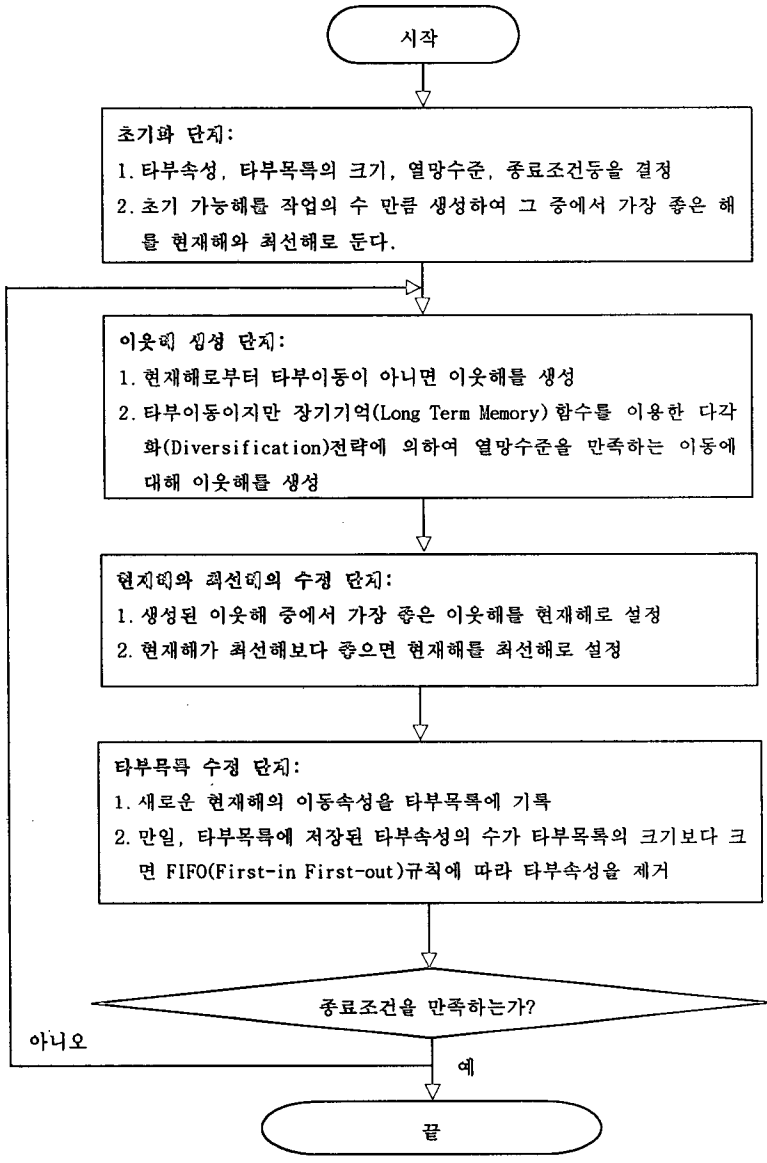 시작
초기화 단계:
1. 타부속성, 타부목록의 크기, 열망수준, 종료조건등을 결정
2. 초기 가능해를 작업의 수 만큼 생성하여 그 중에서 가장 좋은 해
를 현재해와 최선해로 둔다.
이웃해 생성 단계:
1. 현재해로부터 타부이동이 아니면 이웃해를 생성
2. 타부이동이지만 장기기억(Long Term Memory) 함수를 이용한 다각
화(Diversification)전략에 의하여 열망수준을 만족하는 이동에
대해 이웃해를 생성
현재해와 최선해의 수정 단계:
1. 생성된 이웃해 중에서 가장 좋은 이웃해를 현재해로 설정
2. 현재해가 최선해보다 좋으면 현재해를 최선해로 설정
타부목록 수정 단계:
1. 새로운 현재해의 이동속성을 타부목록에 기록
2. 만일, 타부목록에 저장된 타부속성의 수가 타부목록의 크기보다 크
면 FIFO(First-in First-out)규칙에 따라 타부속성을 제거
종료조건을 만족하는가?
아니오
예
끝